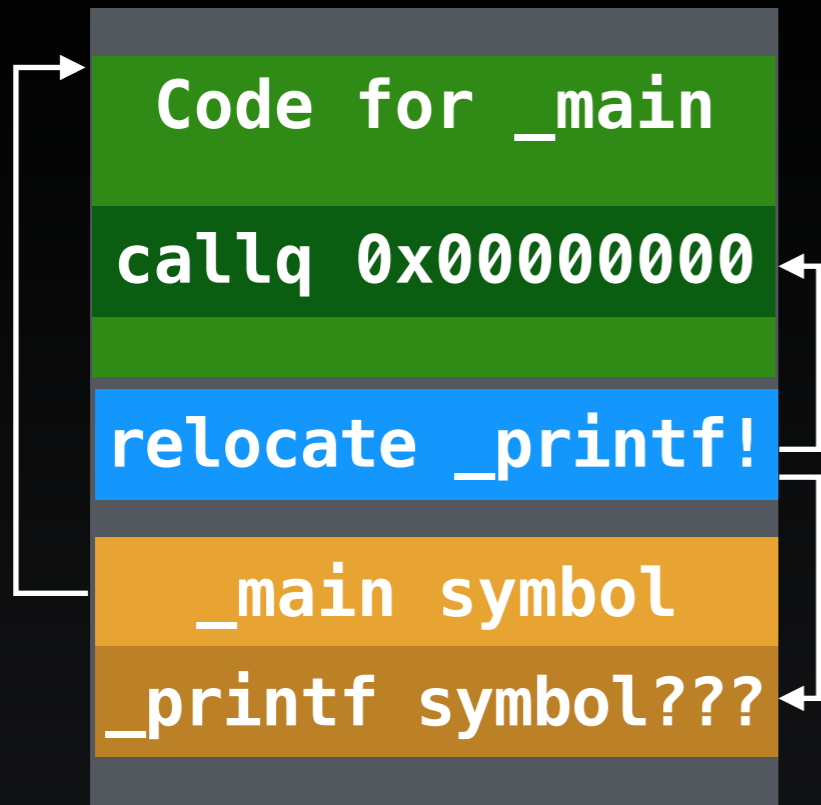 Code for _main
callq 0x00000000
relocate _printf!
_main symbol
_printf symbol???